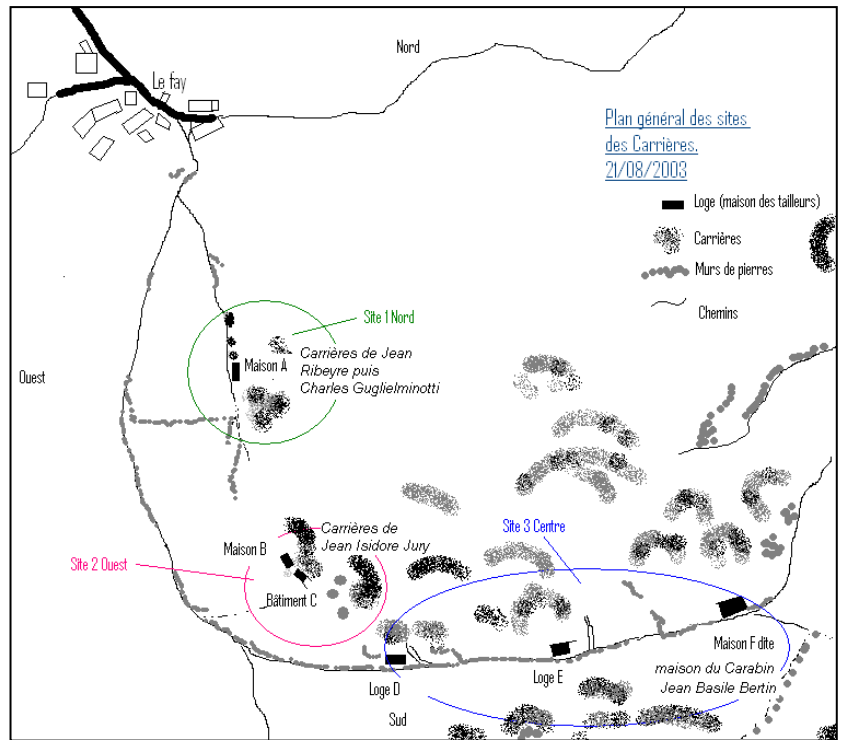 Nord
Le fay
Plan général des sites
des Carrières.
21/08/2003
Loge (maison des tailleurs)
Carrières
Murs de pierres
Chemins
Site 1 Nord
Maison A
Carrières de Jean
Ribeyre puis
Charles Guglielminotti
Ouest
Site 3 Centre
Carrières de
Jean Isidore Jury
Maison B
Site 2 Ouest
Bâtiment C
Maison F dite
maison du Carabin
Jean Basile Bertin
Loge E
Loge D
Sud